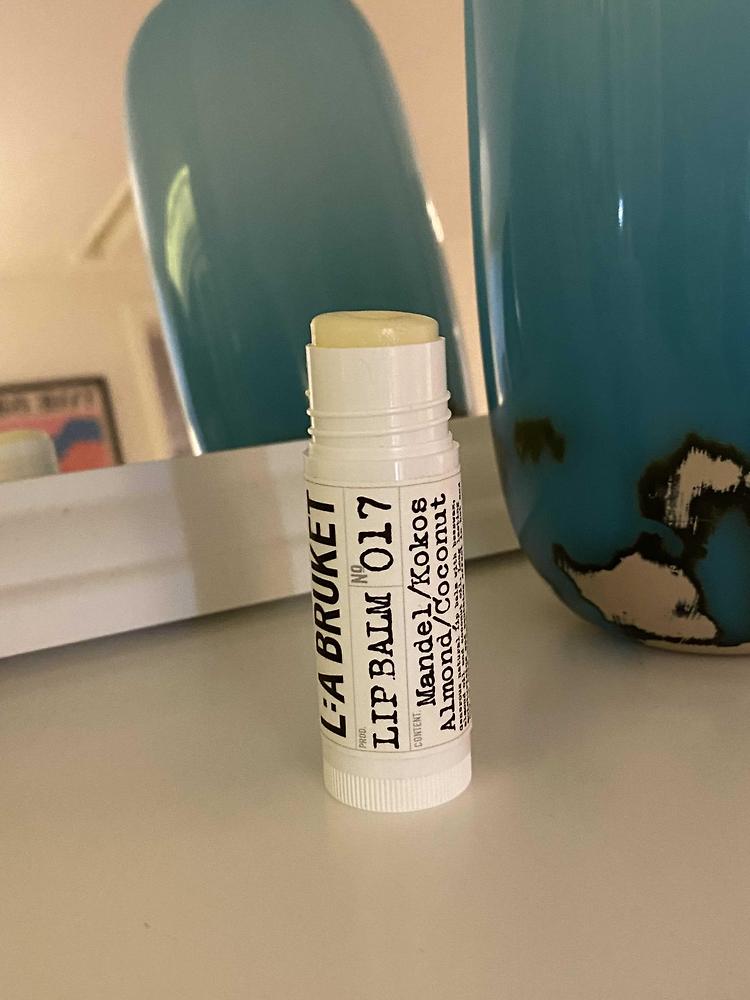 L:A BRUKET
PROD.
LIP BALM
Nº
017
CONTENT.
Mandel/Kokos
Almond/Coconut